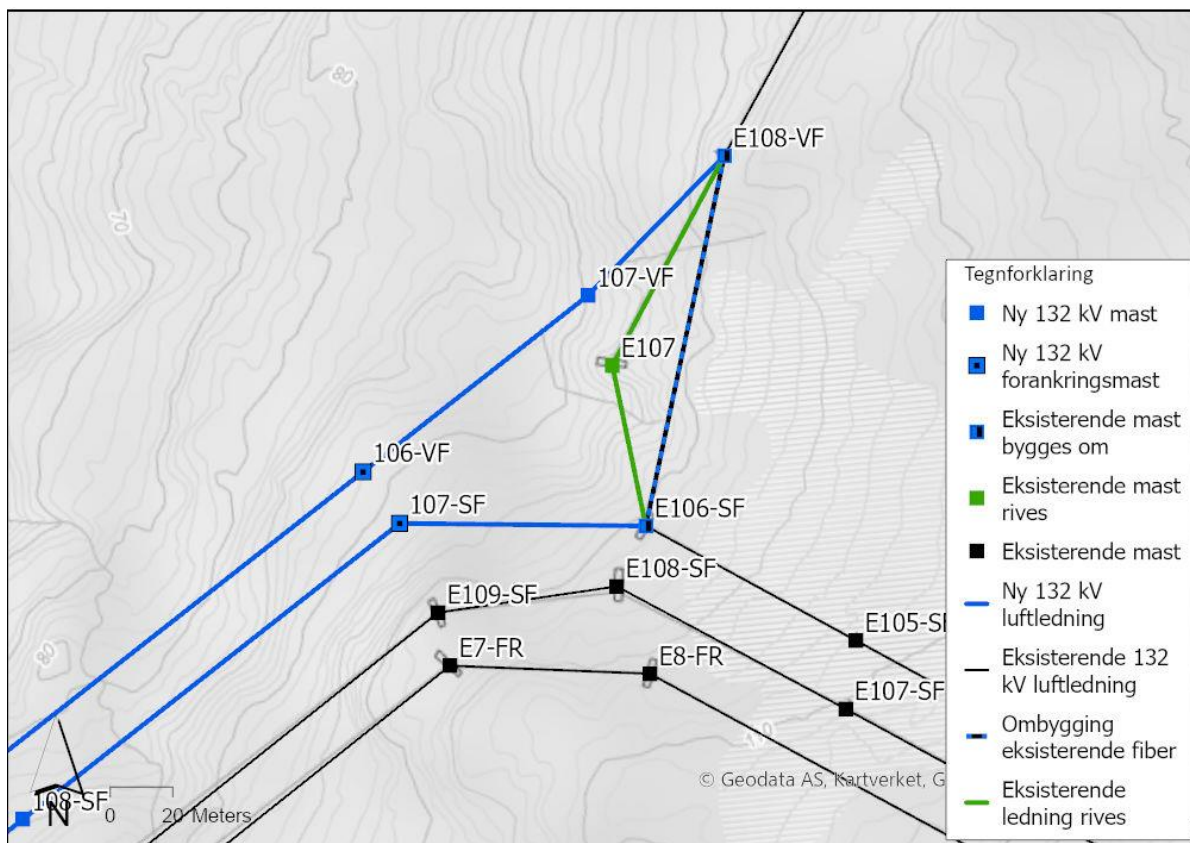 80
E108-VF
70
107-VF
E107
106-VF
107-SF
E106-SF
E108-SF
E109-SF
E105-SF
E7-FR
E8-FR
80
E107-SF
110
© Geodata AS, Kartverket, G
108-SF
N
0 20 Meters
Tegnforklaring
Ny 132 kV mast
Ny 132 kV
forankringsmast
Eksisterende mast
bygges om
Eksisterende mast
rives
Eksisterende mast
Ny 132 kV
luftledning
Eksisterende 132
kV luftledning
Ombygging
eksisterende fiber
Eksisterende
ledning rives